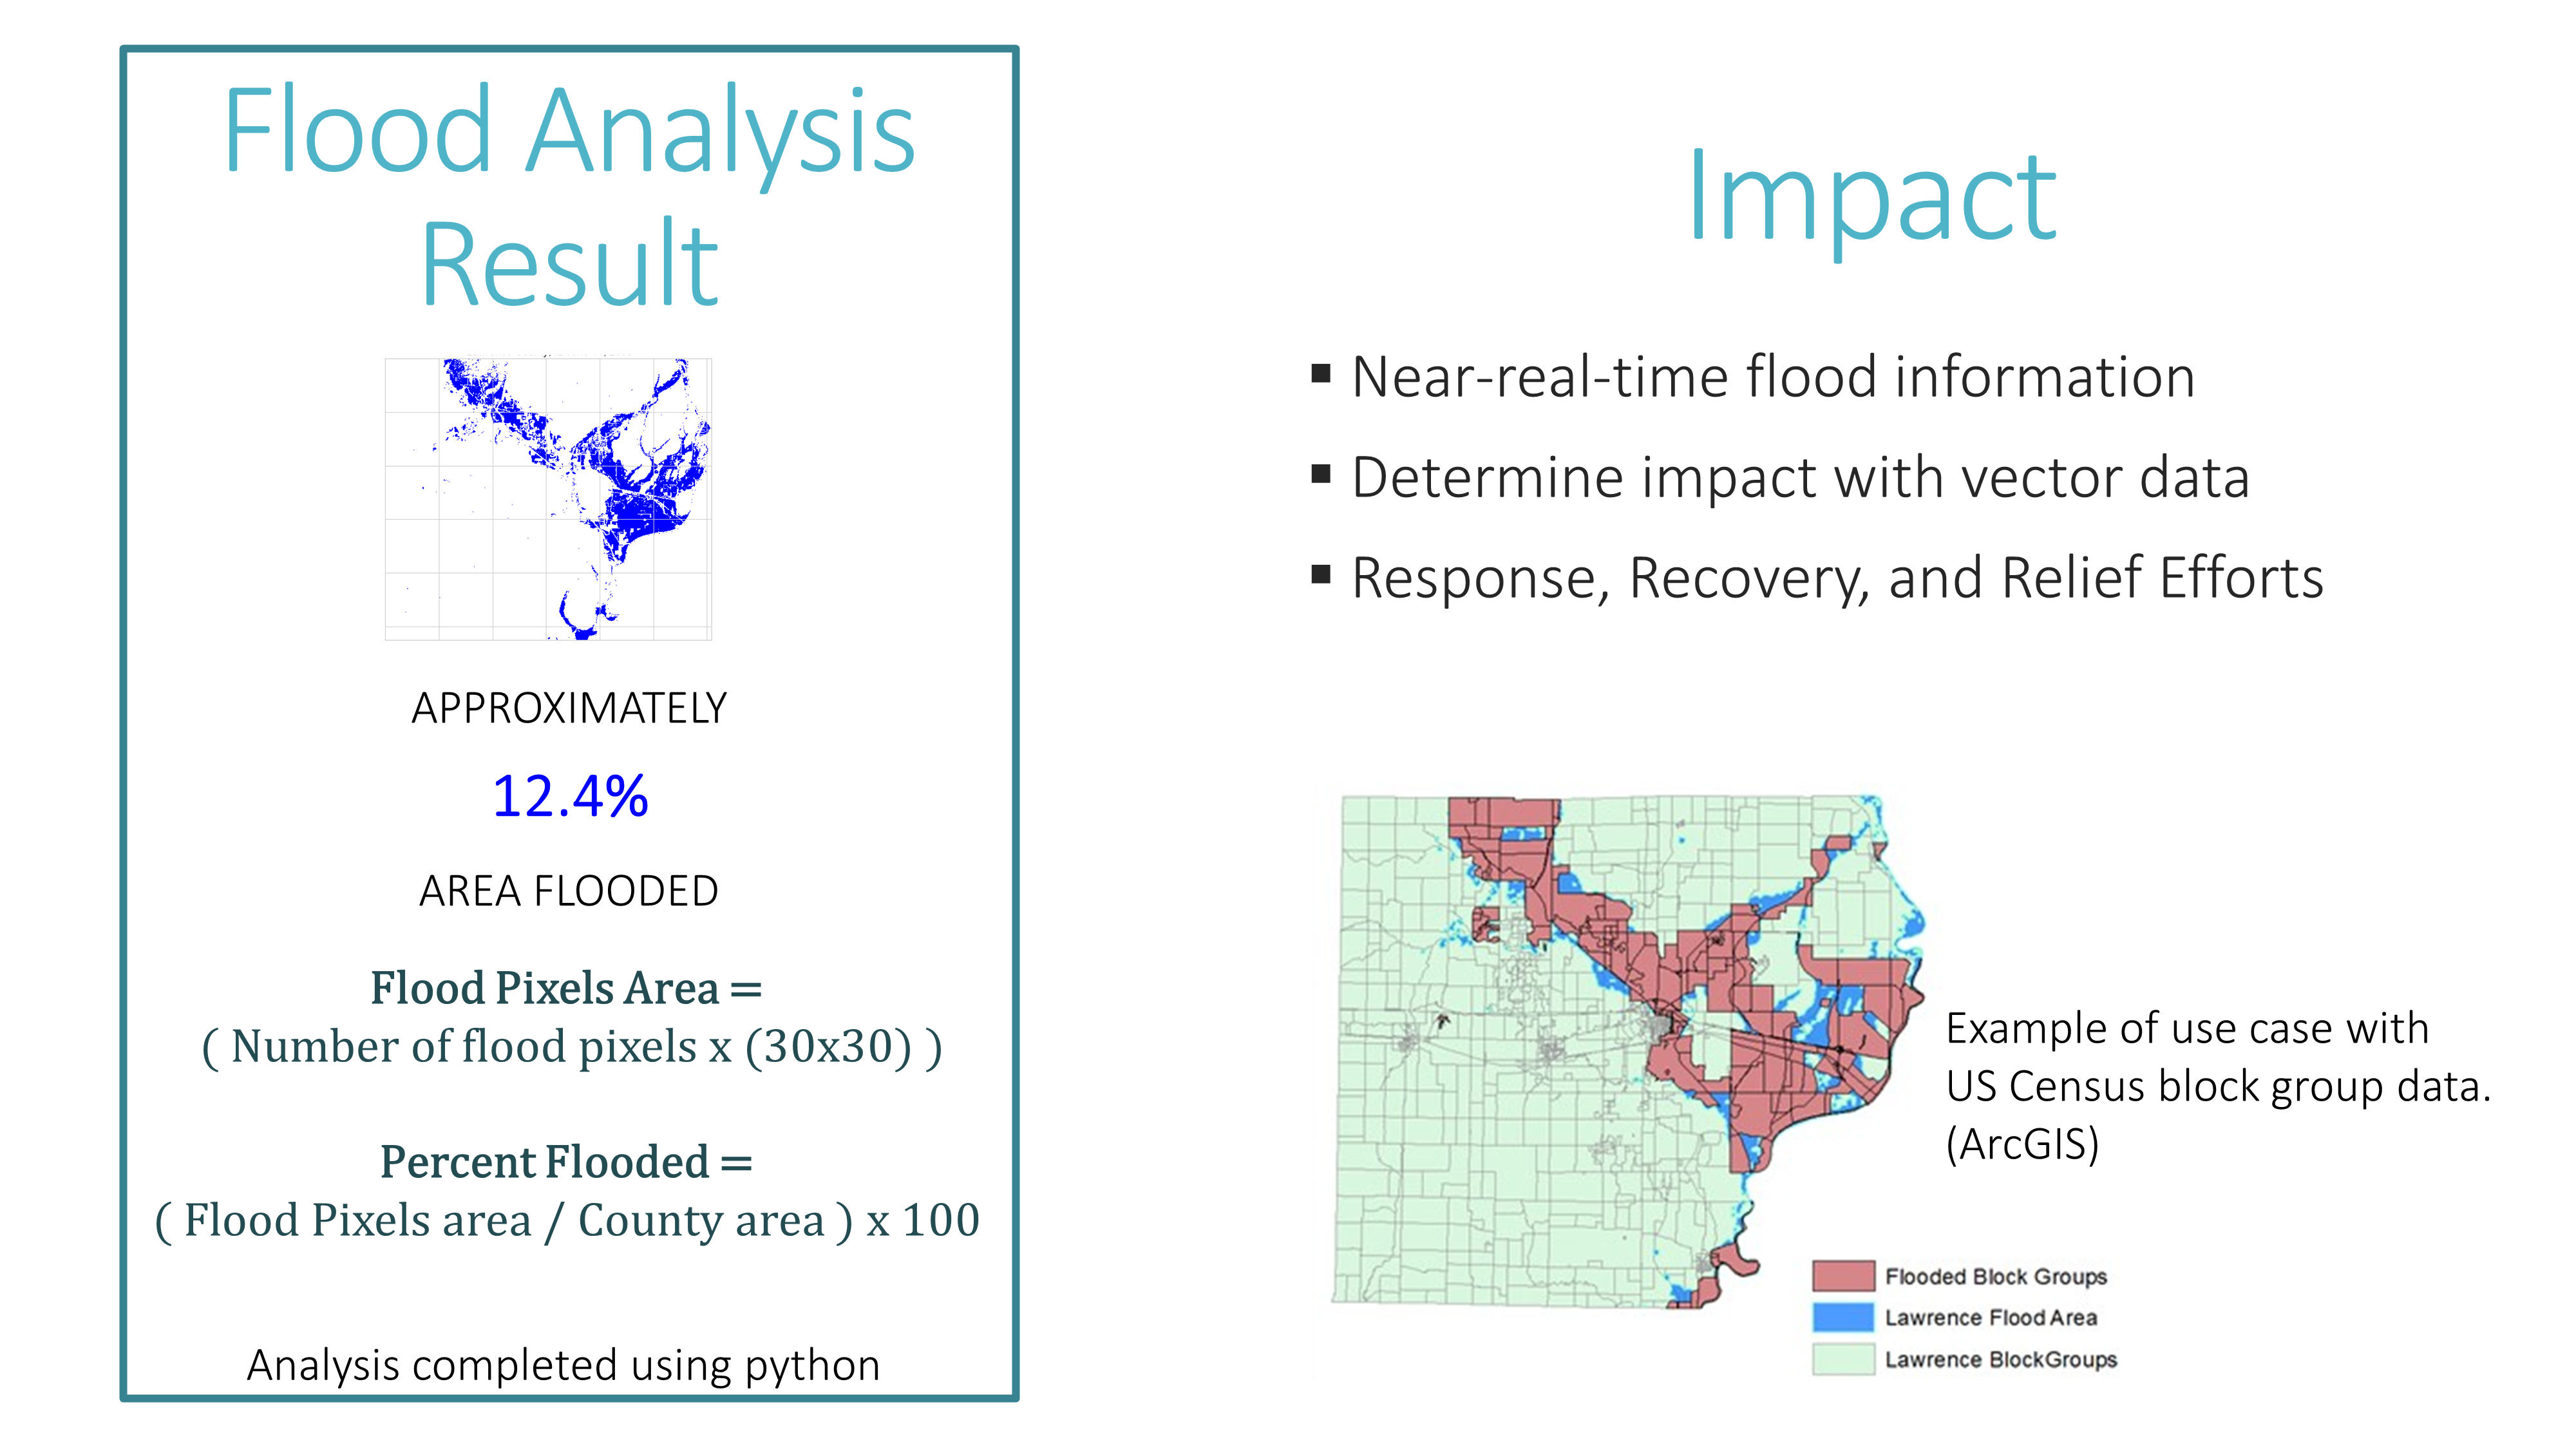 Flood Analysis
Result
APPROXIMATELY
12.4%
AREA FLOODED
Flood Pixels Area =
( Number of flood pixels x (30x30) )
Percent Flooded =
( Flood Pixels area / County area ) x 100
Analysis completed using python
Impact
▪ Near-real-time flood information
▪ Determine impact with vector data
▪ Response, Recovery, and Relief Efforts
Example of use case with
US Census block group data.
(ArcGIS)
Flooded Block Groups
Lawrence Flood Area
Lawrence BlockGroups